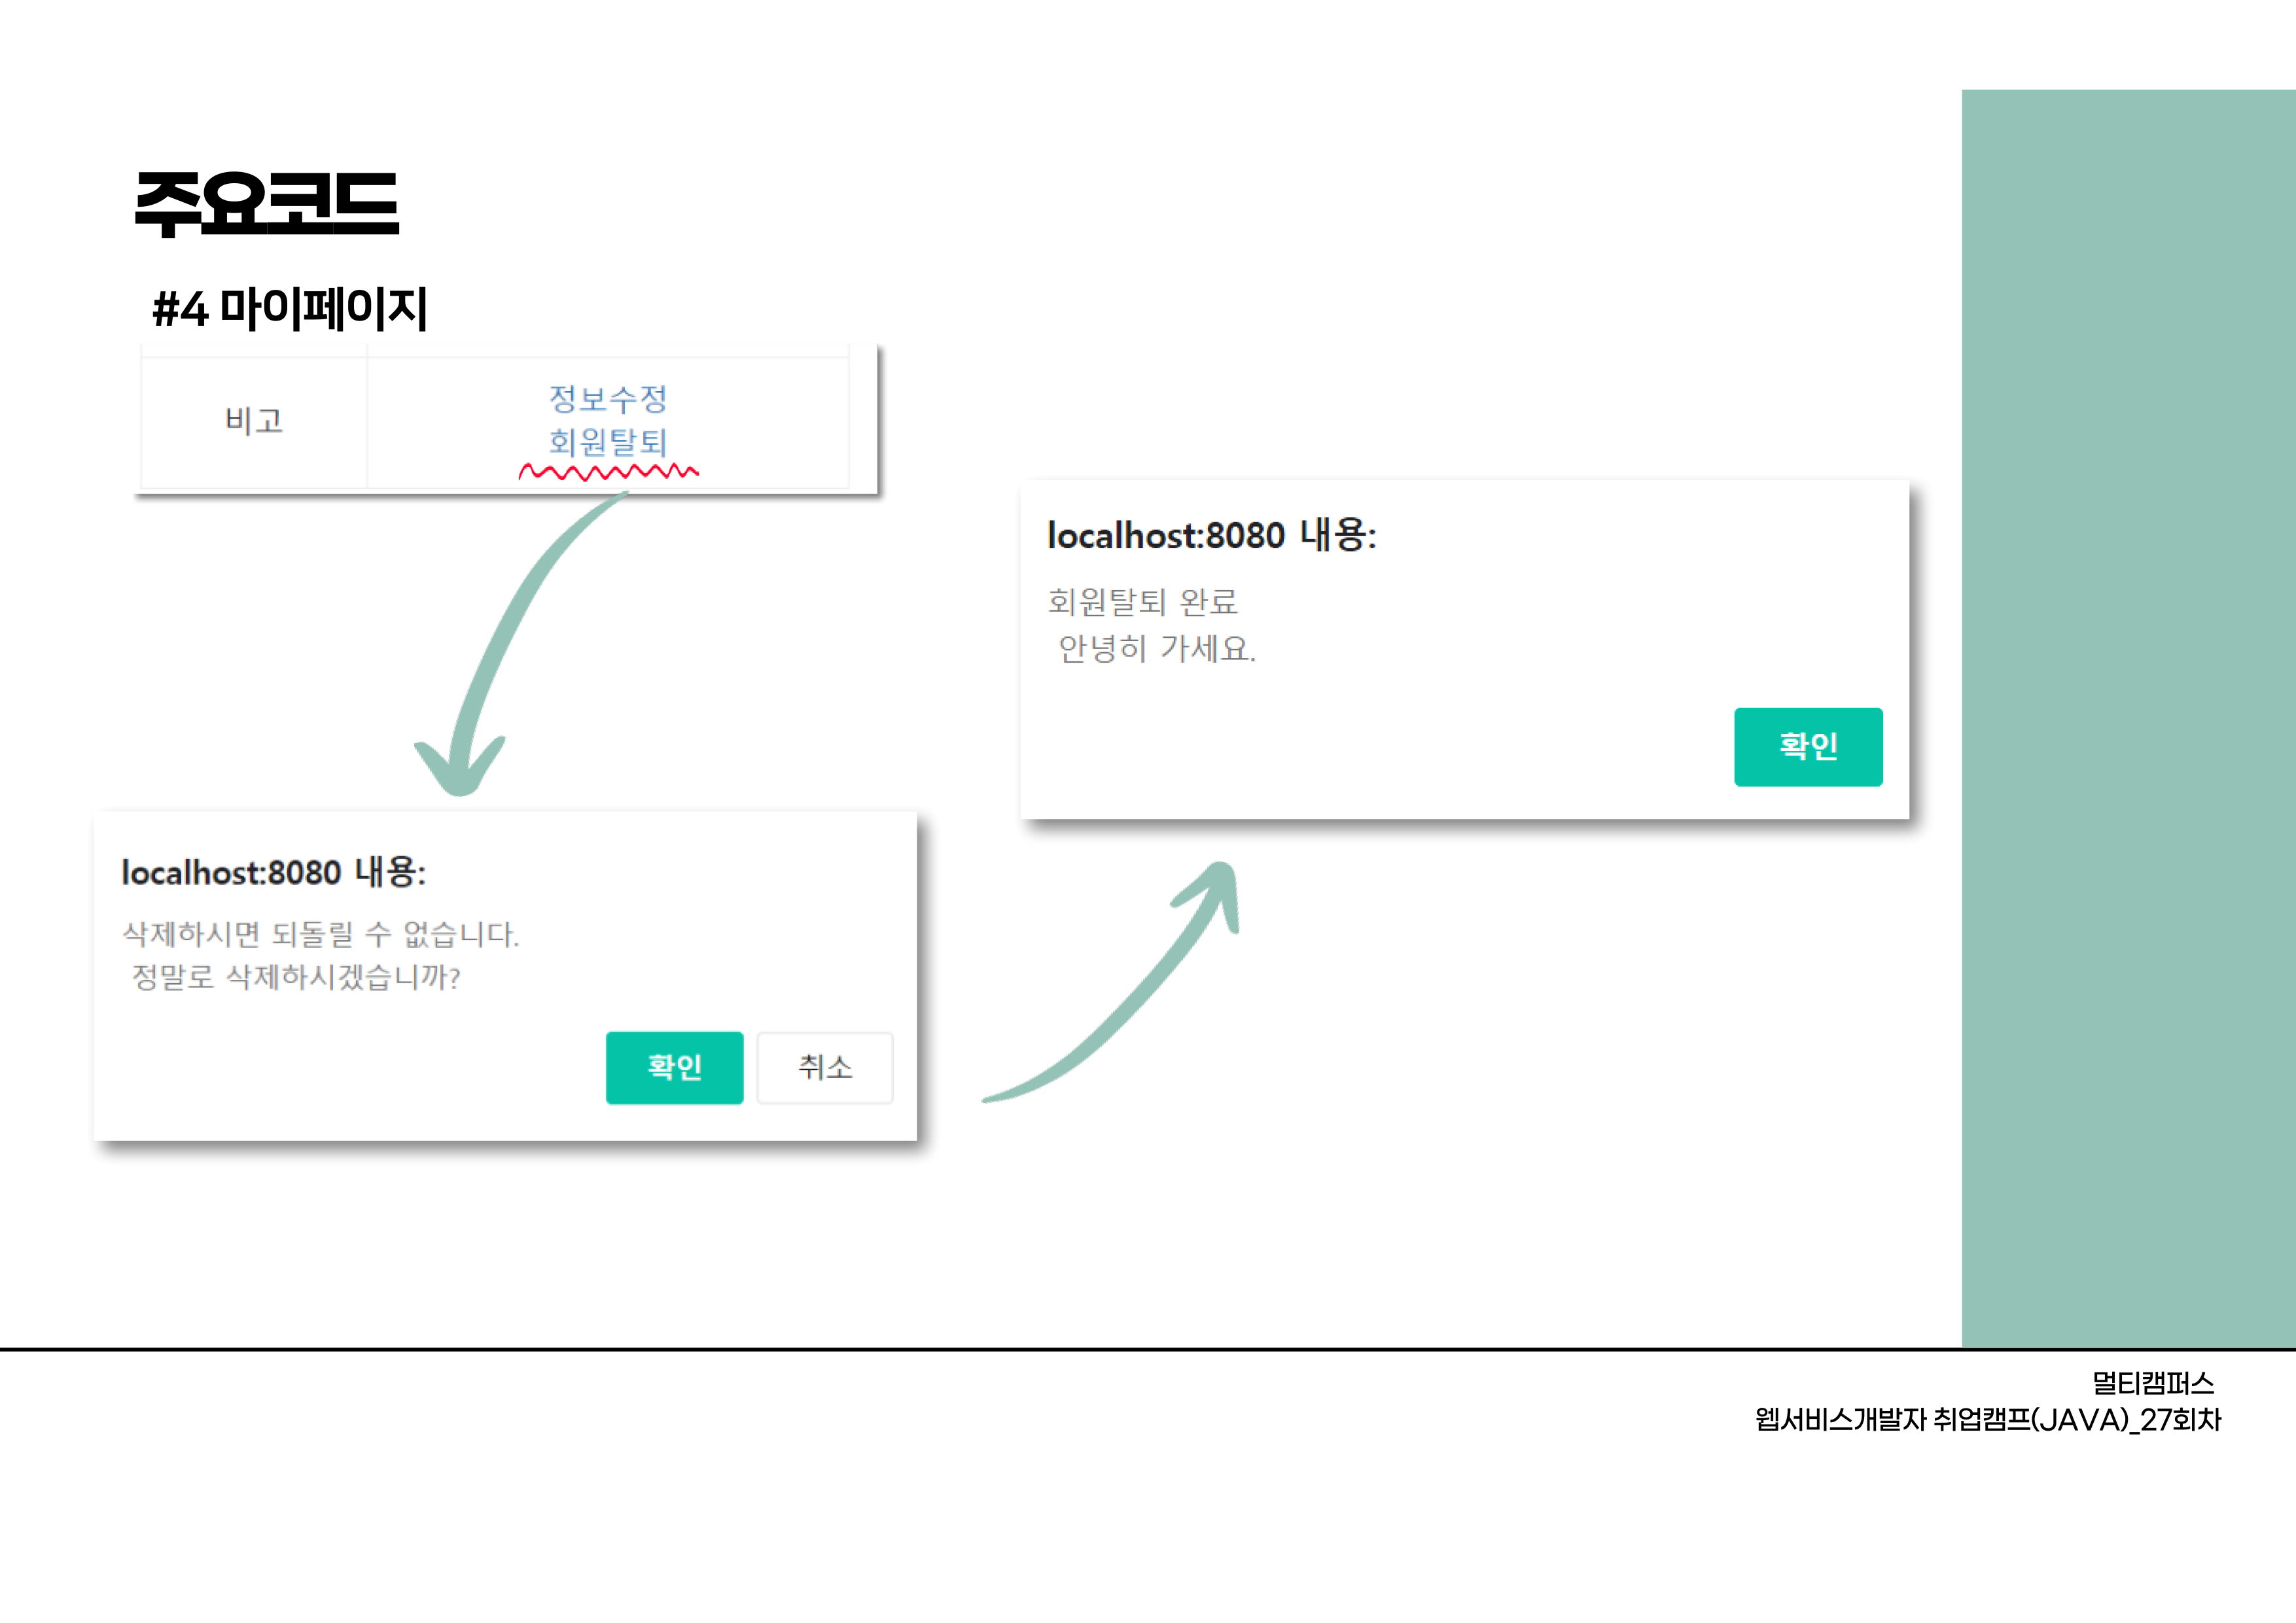 주요코드
#4 마이페이지
비고
정보수정
회원탈퇴
localhost:8080 내용:
삭제하시면 되돌릴 수 없습니다.
정말로 삭제하시겠습니까?
확인
취소
localhost:8080 내용:
회원탈퇴 완료
안녕히 가세요.
확인
멀티캠퍼스
웹서비스개발자 취업캠프(JAVA)_27회차